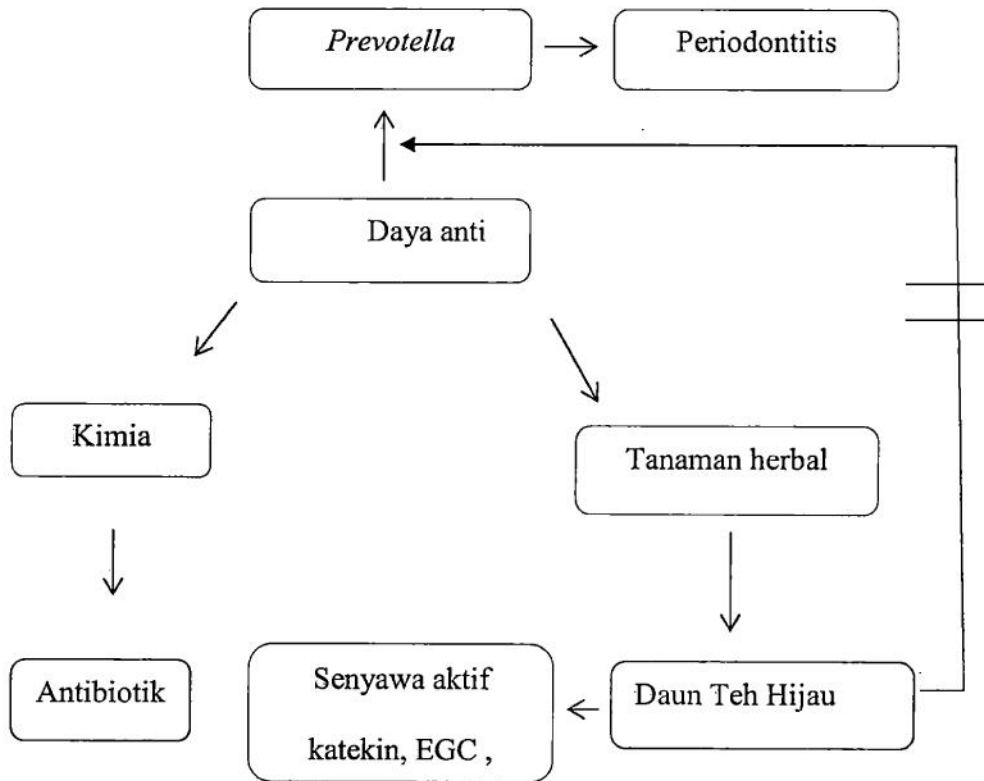 Prevotella
Periodontitis
Daya anti
Kimia
Tanaman herbal
Antibiotik
Senyawa aktif
katekin, EGC ,
Daun Teh Hijau